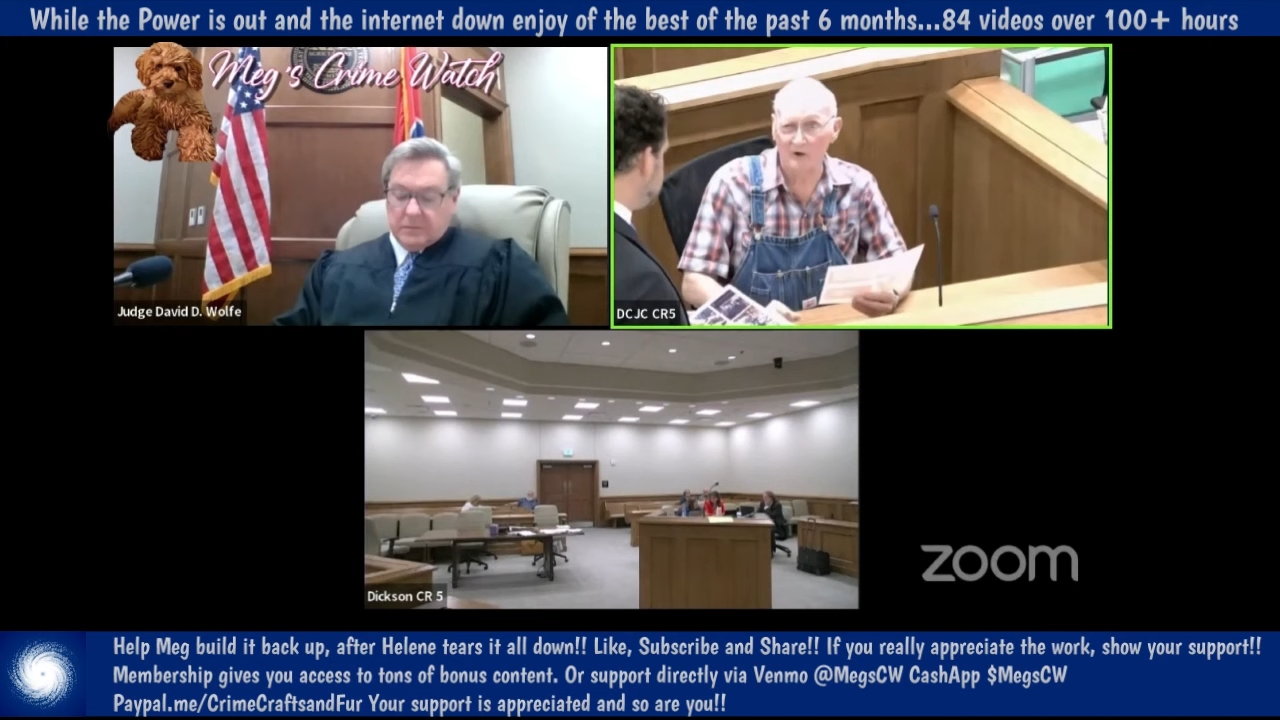 While the Power is out and the internet down enjoy of the best of the past 6 months...84 videos over 100+ hours
Meg's Crime Watch
Judge David D. Wolfe
DCJC CR5
Dickson CR 5
zoom
Help Meg build it back up, after Helene tears it all down!! Like, Subscribe and Share!! If you really appreciate the work, show your support!!
Membership gives you access to tons of bonus content. Or support directly via Venmo @MegsCW CashApp $MegsCW
Paypal.me/CrimeCraftsandFur Your support is appreciated and so are you!!